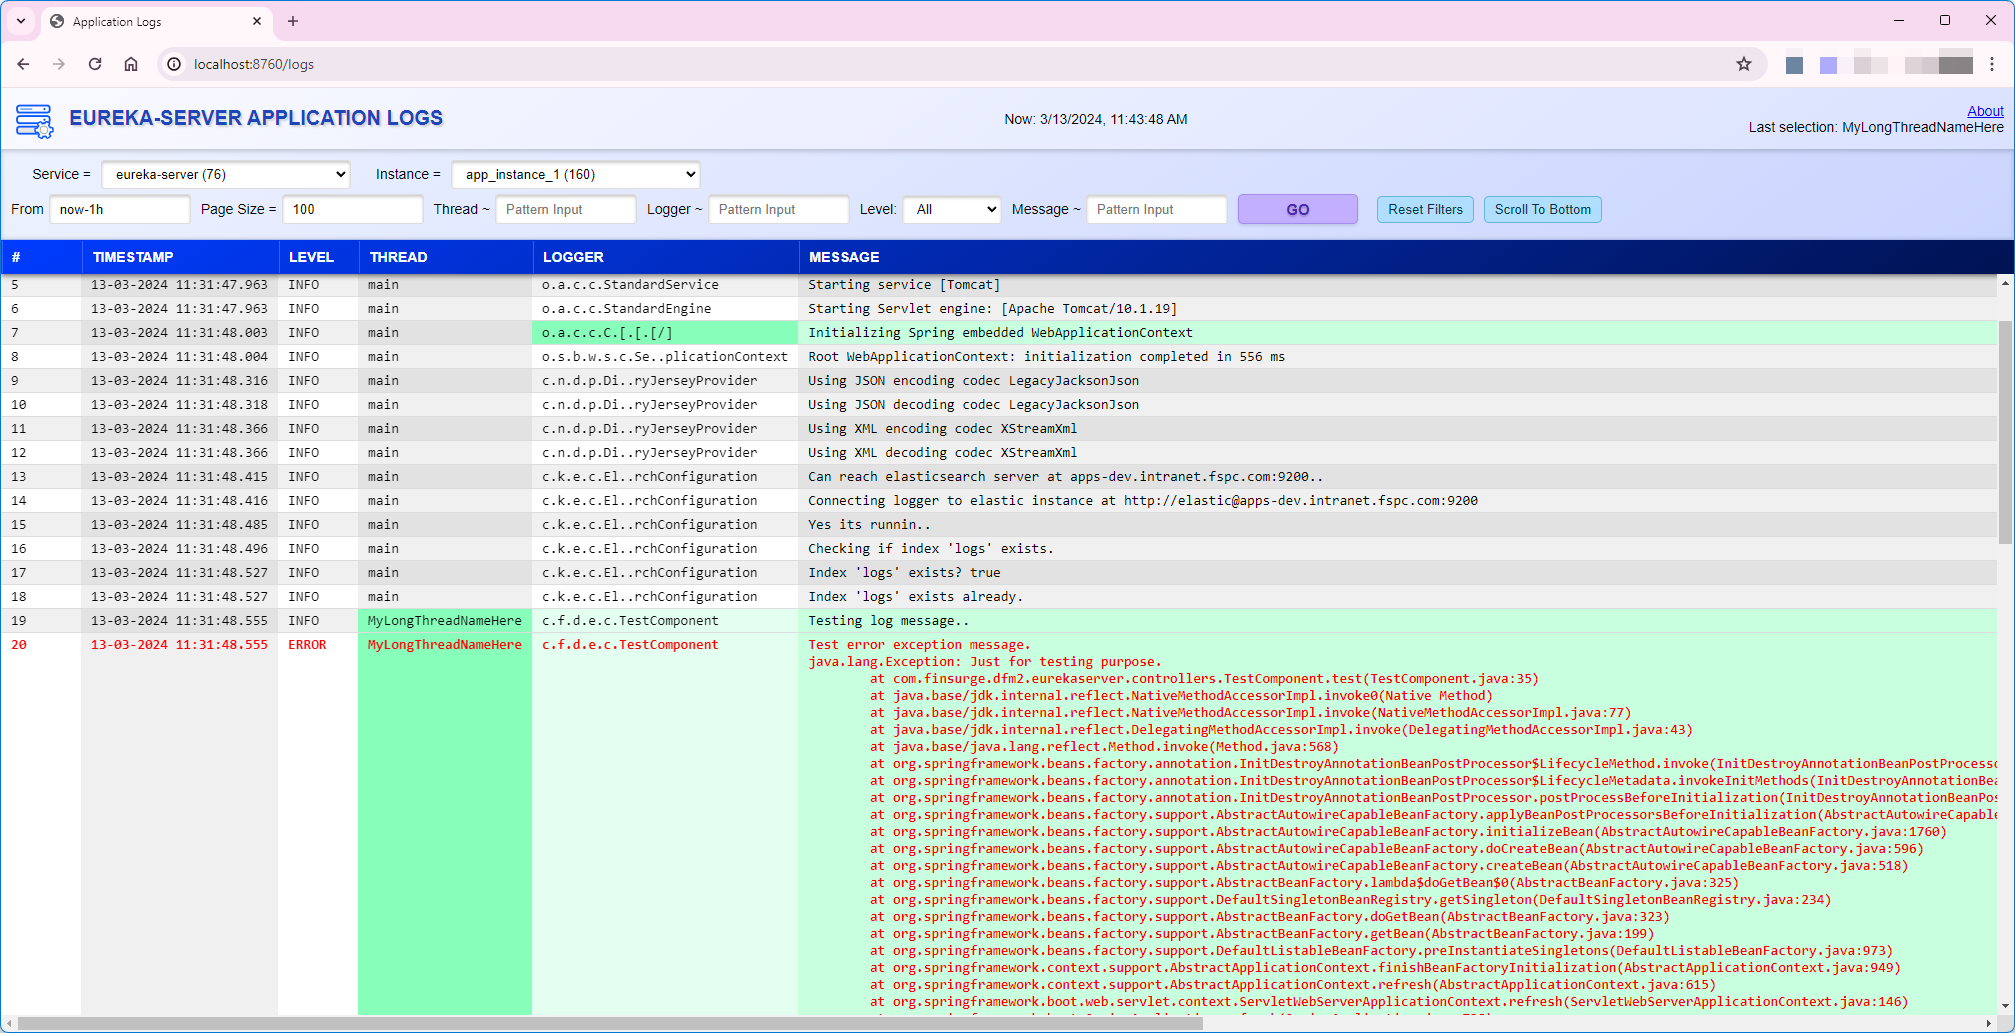 Application Logs
localhost:8760/logs
EUREKA-SERVER APPLICATION LOGS
Now: 3/13/2024, 11:43:48 AM
About
Last selection: MyLongThreadNameHere
Service = eureka-server (76) Instance = app_instance_1 (160)
From now-1h Page Size = 100 Thread ~ Pattern Input Logger ~ Pattern Input Level: All Message ~ Pattern Input GO Reset Filters Scroll To Bottom
# TIMESTAMP LEVEL THREAD LOGGER MESSAGE
5 13-03-2024 11:31:47.963 INFO main o.a.c.c.StandardService Starting service [Tomcat]
6 13-03-2024 11:31:47.963 INFO main o.a.c.c.StandardEngine Starting Servlet engine: [Apache Tomcat/10.1.19]
7 13-03-2024 11:31:48.003 INFO main o.a.c.c.C.[.[.[/] Initializing Spring embedded WebApplicationContext
8 13-03-2024 11:31:48.004 INFO main o.s.b.w.s.c.Se..plicationContext Root WebApplicationContext: initialization completed in 556 ms
9 13-03-2024 11:31:48.316 INFO main c.n.d.p.Di..ryJerseyProvider Using JSON encoding codec LegacyJacksonJson
10 13-03-2024 11:31:48.318 INFO main c.n.d.p.Di..ryJerseyProvider Using JSON decoding codec LegacyJacksonJson
11 13-03-2024 11:31:48.366 INFO main c.n.d.p.Di..ryJerseyProvider Using XML encoding codec XStreamXml
12 13-03-2024 11:31:48.366 INFO main c.n.d.p.Di..ryJerseyProvider Using XML decoding codec XStreamXml
13 13-03-2024 11:31:48.415 INFO main c.k.e.c.El..rchConfiguration Can reach elasticsearch server at apps-dev.intranet.fspc.com:9200..
14 13-03-2024 11:31:48.416 INFO main c.k.e.c.El..rchConfiguration Connecting logger to elastic instance at http://elastic@apps-dev.intranet.fspc.com:9200
15 13-03-2024 11:31:48.485 INFO main c.k.e.c.El..rchConfiguration Yes its runnin..
16 13-03-2024 11:31:48.496 INFO main c.k.e.c.El..rchConfiguration Checking if index 'logs' exists.
17 13-03-2024 11:31:48.527 INFO main c.k.e.c.El..rchConfiguration Index 'logs' exists? true
18 13-03-2024 11:31:48.527 INFO main c.k.e.c.El..rchConfiguration Index 'logs' exists already.
19 13-03-2024 11:31:48.555 INFO MyLongThreadNameHere c.f.d.e.c.TestComponent Testing log message..
20 13-03-2024 11:31:48.555 ERROR MyLongThreadNameHere c.f.d.e.c.TestComponent Test error exception message.
java.lang.Exception: Just for testing purpose.
at com.finsurge.dfm2.eurekaserver.controllers.TestComponent.test(TestComponent.java:35)
at java.base/jdk.internal.reflect.NativeMethodAccessorImpl.invoke0(Native Method)
at java.base/jdk.internal.reflect.NativeMethodAccessorImpl.invoke(NativeMethodAccessorImpl.java:77)
at java.base/jdk.internal.reflect.DelegatingMethodAccessorImpl.invoke(DelegatingMethodAccessorImpl.java:43)
at java.base/java.lang.reflect.Method.invoke(Method.java:568)
at org.springframework.beans.factory.annotation.InitDestroyAnnotationBeanPostProcessor$LifecycleMethod.invoke(InitDestroyAnnotationBeanPostProcesso
at org.springframework.beans.factory.annotation.InitDestroyAnnotationBeanPostProcessor$LifecycleMetadata.invokeInitMethods(InitDestroyAnnotationBea
at org.springframework.beans.factory.annotation.InitDestroyAnnotationBeanPostProcessor.postProcessBeforeInitialization(InitDestroyAnnotationBeanPos
at org.springframework.beans.factory.support.AbstractAutowireCapableBeanFactory.applyBeanPostProcessorsBeforeInitialization(AbstractAutowireCapable
at org.springframework.beans.factory.support.AbstractAutowireCapableBeanFactory.initializeBean(AbstractAutowireCapableBeanFactory.java:1760)
at org.springframework.beans.factory.support.AbstractAutowireCapableBeanFactory.doCreateBean(AbstractAutowireCapableBeanFactory.java:596)
at org.springframework.beans.factory.support.AbstractAutowireCapableBeanFactory.createBean(AbstractAutowireCapableBeanFactory.java:518)
at org.springframework.beans.factory.support.AbstractBeanFactory.lambda$doGetBean$0(AbstractBeanFactory.java:325)
at org.springframework.beans.factory.support.DefaultSingletonBeanRegistry.getSingleton(DefaultSingletonBeanRegistry.java:234)
at org.springframework.beans.factory.support.AbstractBeanFactory.doGetBean(AbstractBeanFactory.java:323)
at org.springframework.beans.factory.support.AbstractBeanFactory.getBean(AbstractBeanFactory.java:199)
at org.springframework.beans.factory.support.DefaultListableBeanFactory.preInstantiateSingletons(DefaultListableBeanFactory.java:973)
at org.springframework.context.support.AbstractApplicationContext.finishBeanFactoryInitialization(AbstractApplicationContext.java:949)
at org.springframework.context.support.AbstractApplicationContext.refresh(AbstractApplicationContext.java:615)
at org.springframework.boot.web.servlet.context.ServletWebServerApplicationContext.refresh(ServletWebServerApplicationContext.java:146)